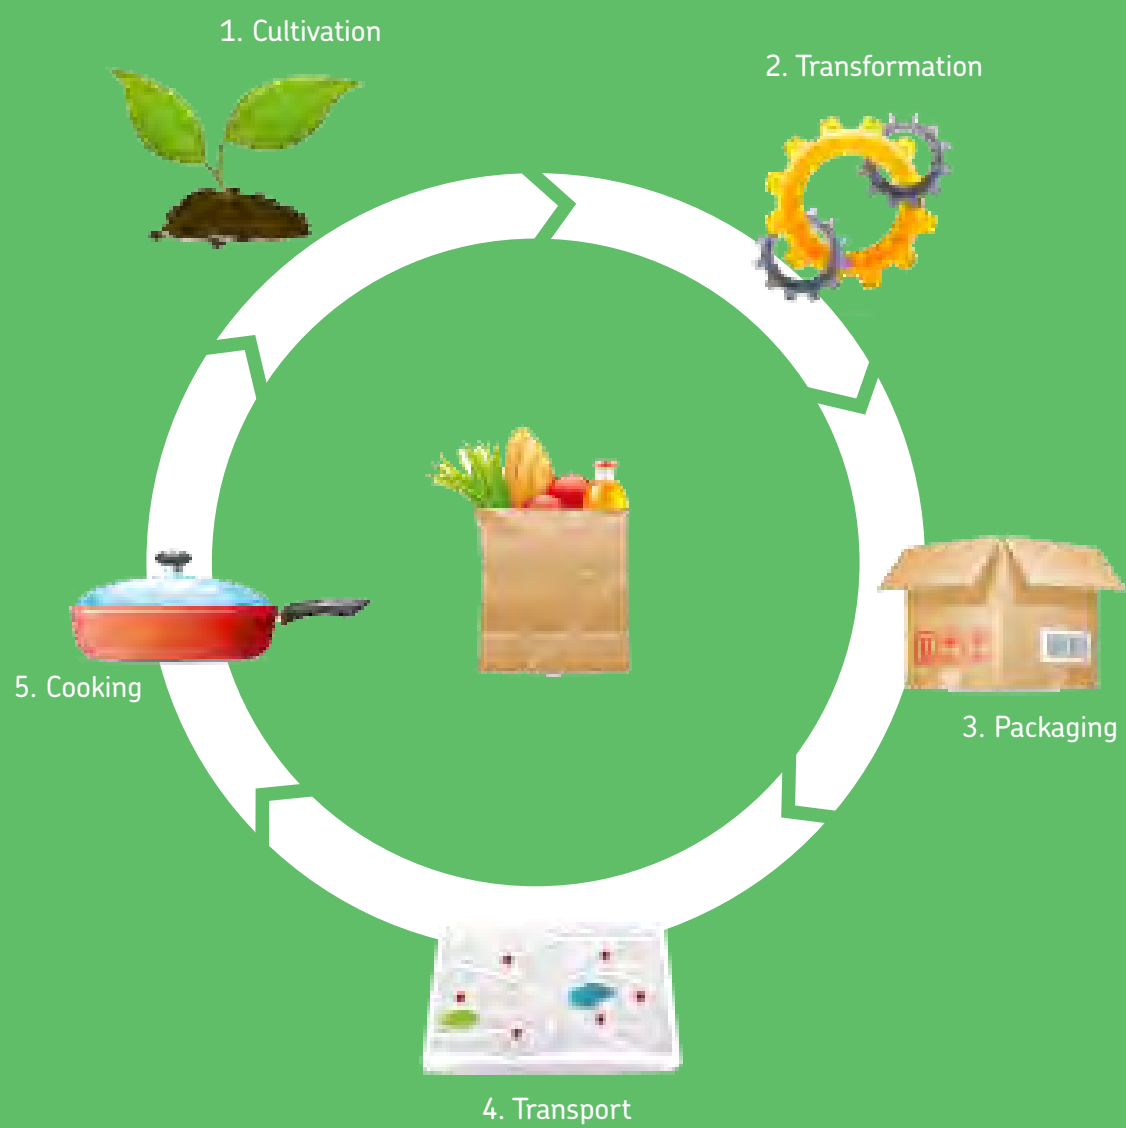 1. Cultivation
2. Transformation
3. Packaging
4. Transport
5. Cooking